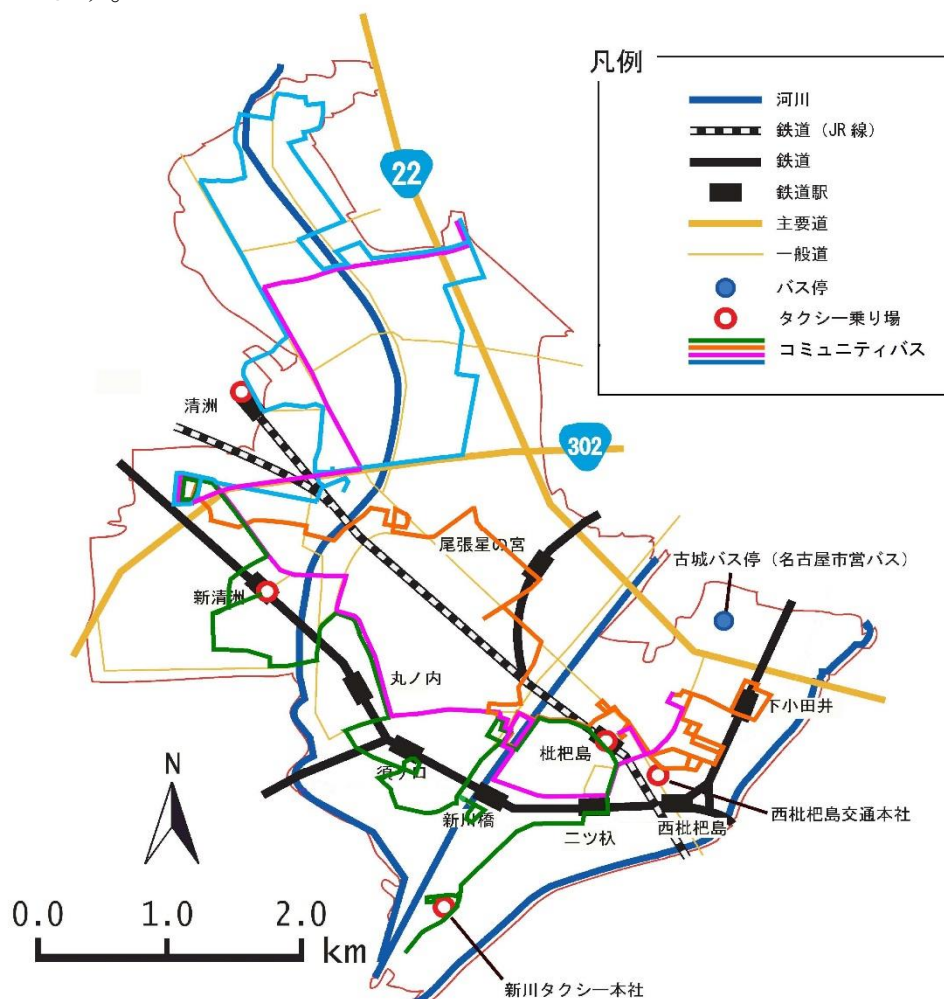 凡例
河川
鉄道（JR 線）
鉄道
鉄道駅
主要道
一般道
バス停
タクシー乗り場
コミュニティバス
22
清洲
302
尾張星の宮
古城バス停（名古屋市営バス）
新清洲
丸ノ内
下小田井
枇杷島
須ケ口
N
新川橋
二ツ杁
西枇杷島
西枇杷島交通本社
0.0 1.0 2.0
km
新川タクシー本社